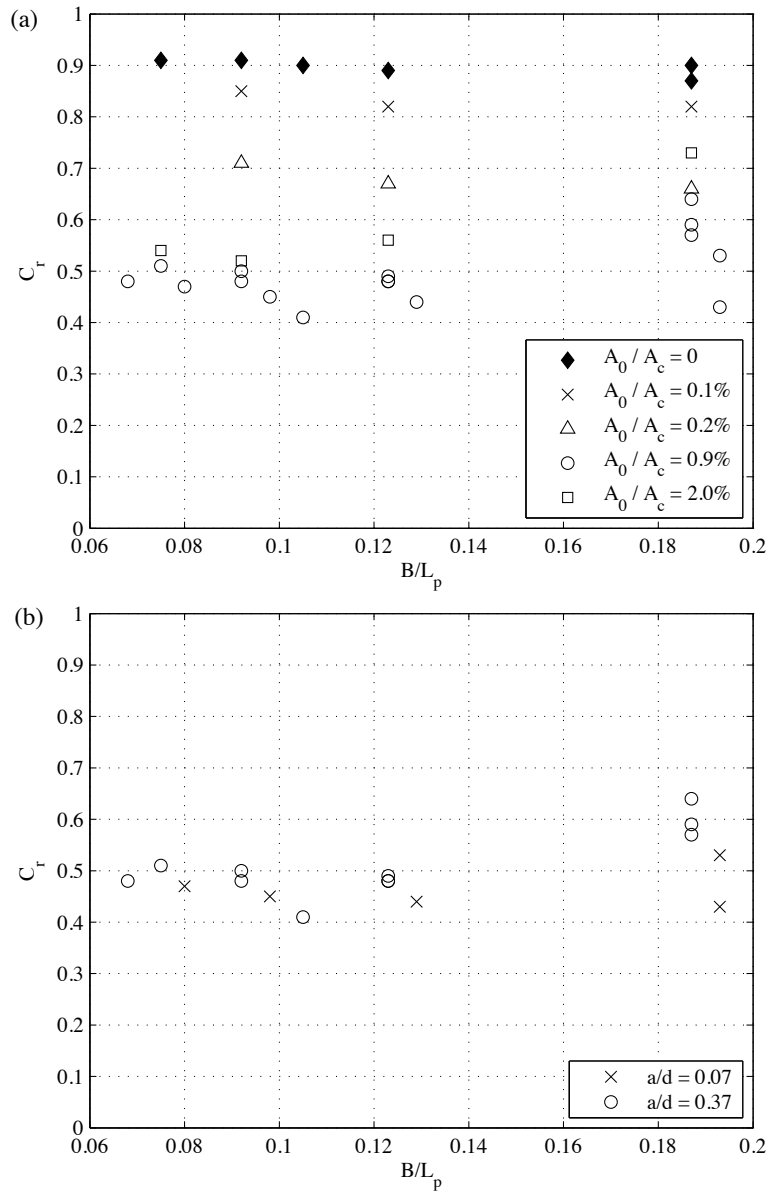 (a)
1
0.9
0.8
0.7
0.6
0.5
0.4
0.3
0.2
0.1
0
C_r
A_0 / A_c = 0
A_0 / A_c = 0.1%
A_0 / A_c = 0.2%
A_0 / A_c = 0.9%
A_0 / A_c = 2.0%
0.06 0.08 0.1 0.12 0.14 0.16 0.18 0.2
B/L_p
(b)
1
0.9
0.8
0.7
0.6
0.5
0.4
0.3
0.2
0.1
0
C_r
a/d = 0.07
a/d = 0.37
0.06 0.08 0.1 0.12 0.14 0.16 0.18 0.2
B/L_p